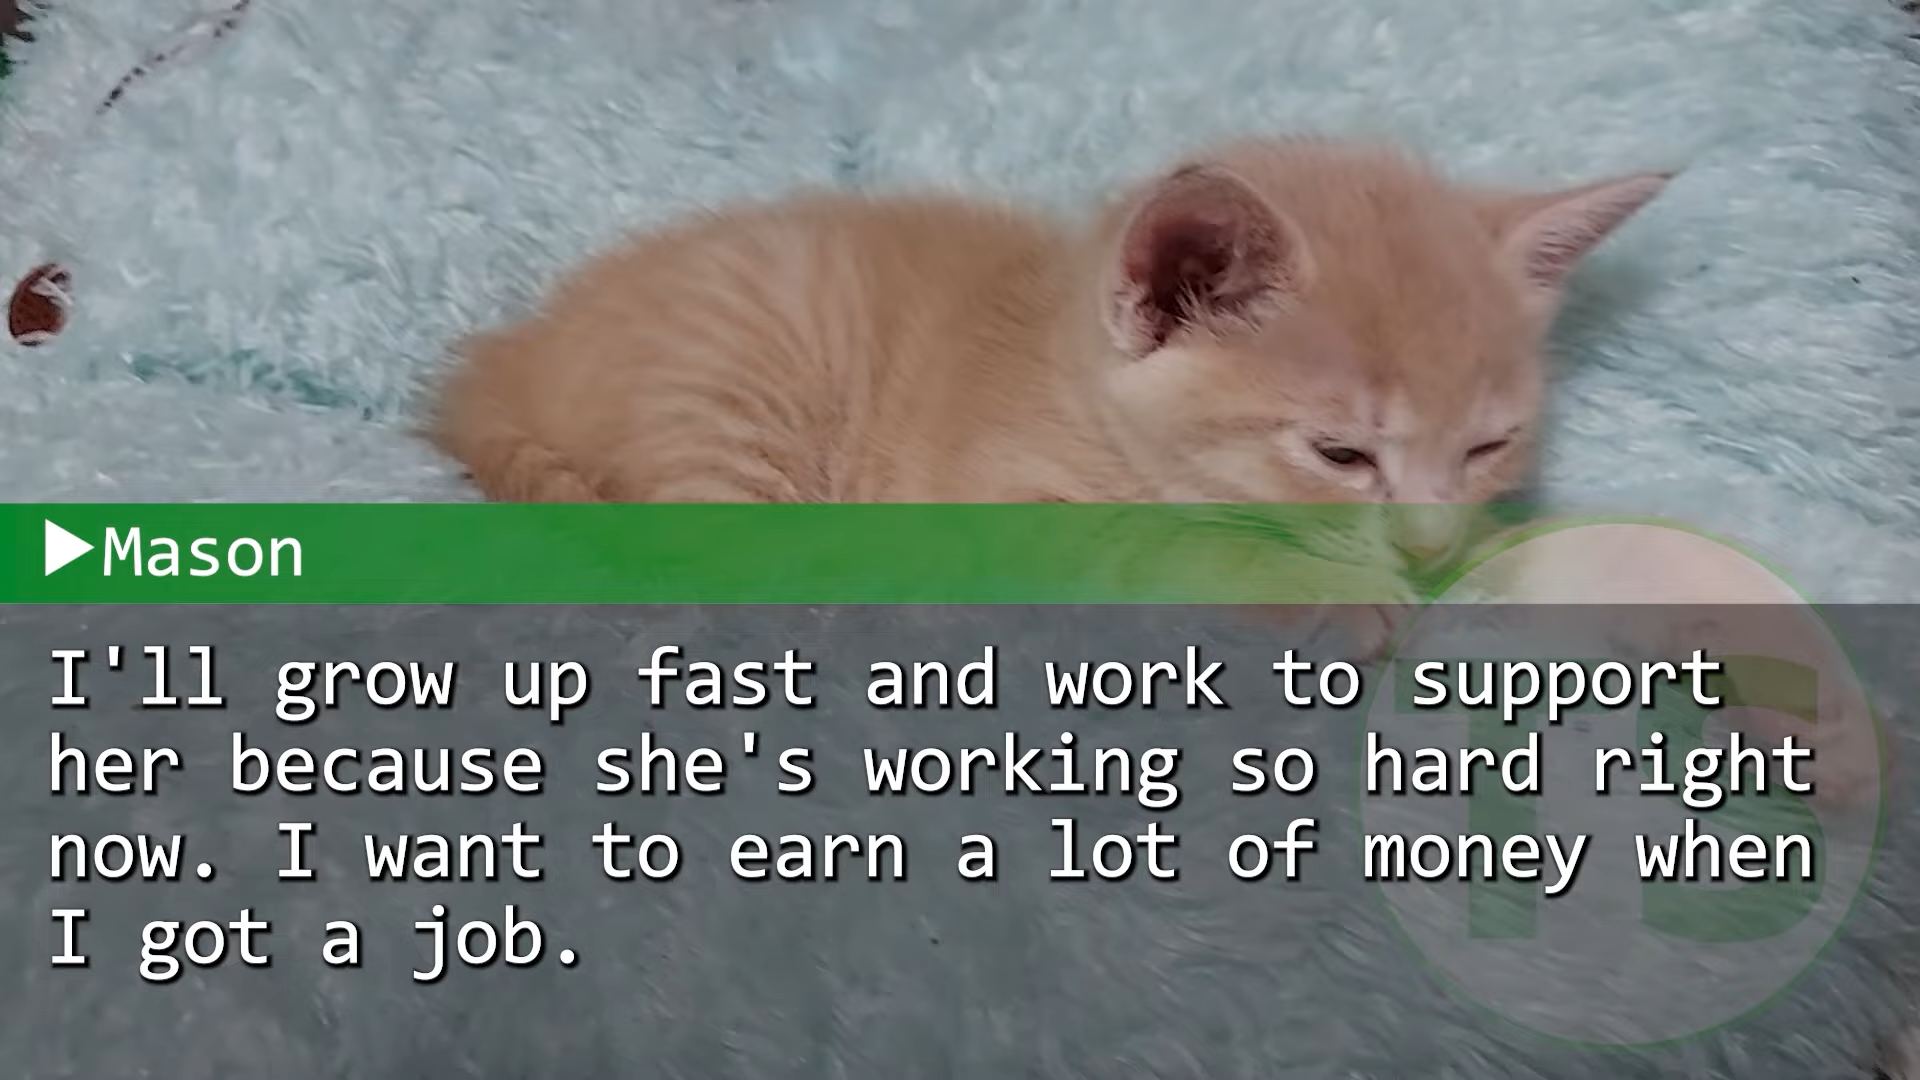 ▶Mason
I'll grow up fast and work to support
her because she's working so hard right
now. I want to earn a lot of money when
I got a job.
TS